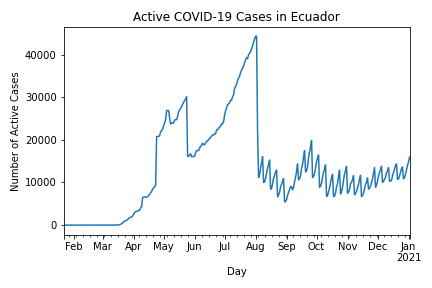 Active COVID-19 Cases in Ecuador
Number of Active Cases
40000
30000
20000
10000
0
Feb Mar Apr May Jun Jul Aug Sep Oct Nov Dec Jan
2021
Day